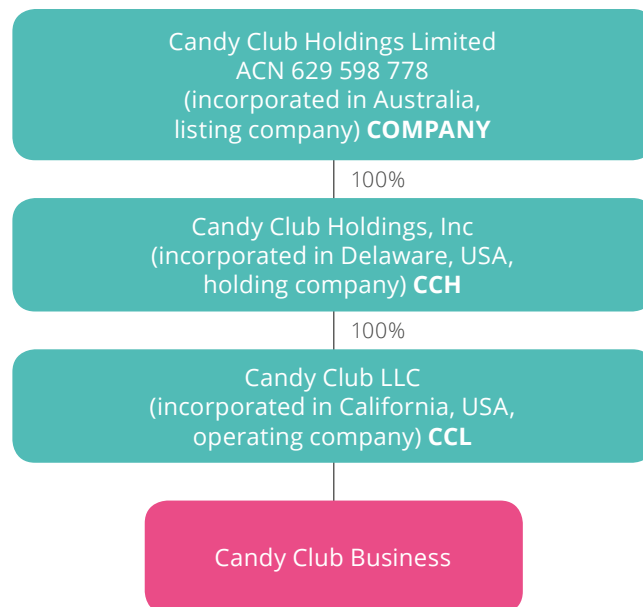 Candy Club Holdings Limited
ACN 629 598 778
(incorporated in Australia,
listing company) COMPANY
100%
Candy Club Holdings, Inc
(incorporated in Delaware, USA,
holding company) CCH
100%
Candy Club LLC
(incorporated in California, USA,
operating company) CCL
Candy Club Business